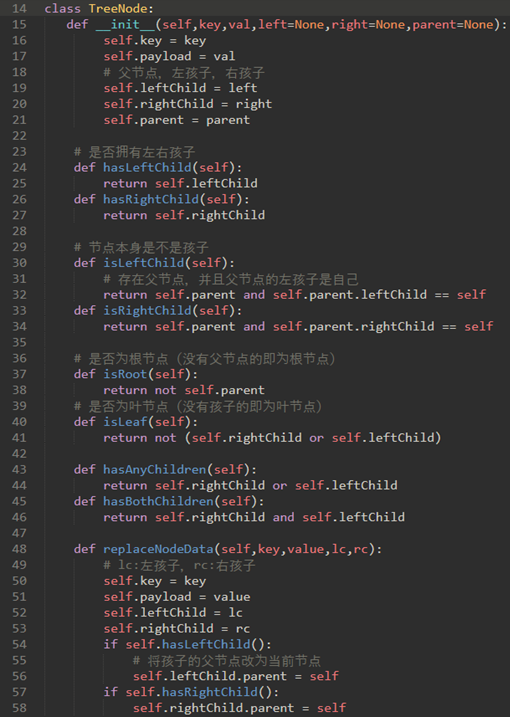 14 class TreeNode:
15     def __init__(self,key,val,left=None,right=None,parent=None):
16         self.key = key
17         self.payload = val
18         # 父节点, 左孩子, 右孩子
19         self.leftChild = left
20         self.rightChild = right
21         self.parent = parent
22
23     # 是否拥有左右孩子
24     def hasLeftChild(self):
25         return self.leftChild
26     def hasRightChild(self):
27         return self.rightChild
28
29     # 节点本身是不是孩子
30     def isLeftChild(self):
31         # 存在父节点, 并且父节点的左孩子是自己
32         return self.parent and self.parent.leftChild == self
33     def isRightChild(self):
34         return self.parent and self.parent.rightChild == self
35
36     # 是否为根节点 (没有父节点的即为根节点)
37     def isRoot(self):
38         return not self.parent
39     # 是否为叶节点 (没有孩子的即为叶节点)
40     def isLeaf(self):
41         return not (self.rightChild or self.leftChild)
42
43     def hasAnyChildren(self):
44         return self.rightChild or self.leftChild
45     def hasBothChildren(self):
46         return self.rightChild and self.leftChild
47
48     def replaceNodeData(self,key,value,lc,rc):
49         # lc:左孩子, rc:右孩子
50         self.key = key
51         self.payload = value
52         self.leftChild = lc
53         self.rightChild = rc
54         if self.hasLeftChild():
55             # 将孩子的父节点改为当前节点
56             self.leftChild.parent = self
57         if self.hasRightChild():
58             self.rightChild.parent = self